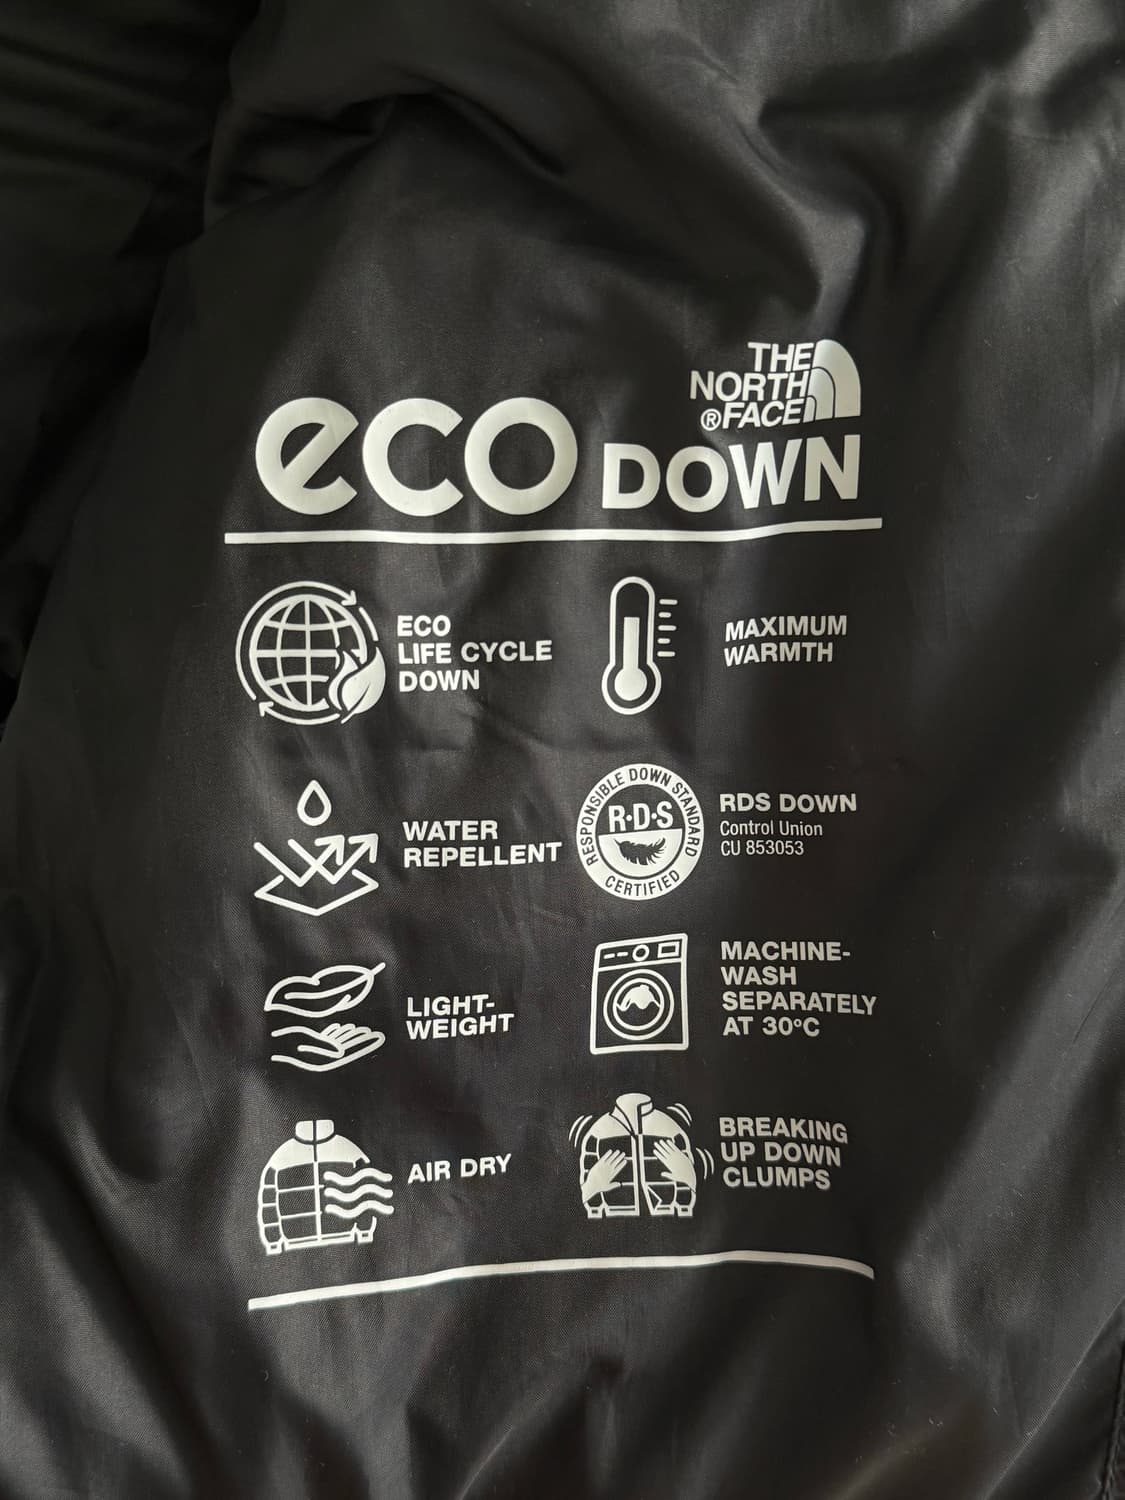 THE
NORTH
®FACE
eco DOWN
ECO
LIFE CYCLE
DOWN
MAXIMUM
WARMTH
WATER
REPELLENT
RESPONSIBLE DOWN STANDARD
R·D·S
CERTIFIED
RDS DOWN
Control Union
CU 853053
LIGHT-
WEIGHT
MACHINE-
WASH
SEPARATELY
AT 30°C
AIR DRY
BREAKING
UP DOWN
CLUMPS